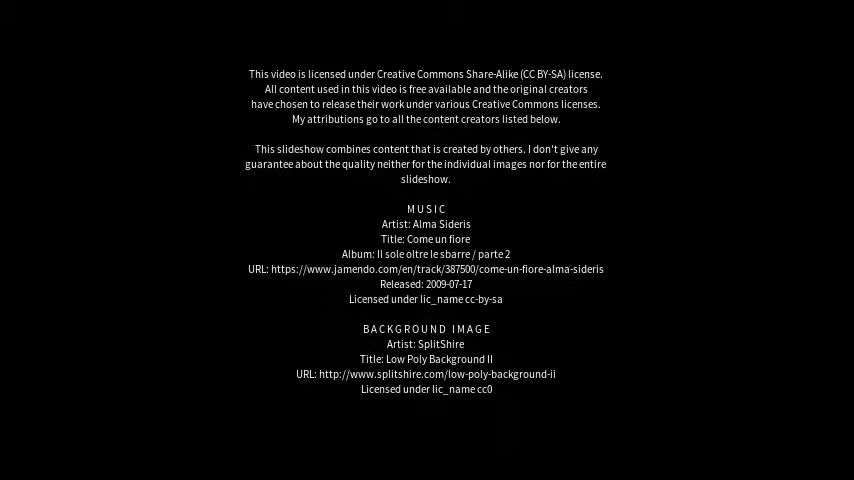 This video is licensed under Creative Commons Share-Alike (CC BY-SA) license.
All content used in this video is free available and the original creators
have chosen to release their work under various Creative Commons licenses.
My attributions go to all the content creators listed below.
This slideshow combines content that is created by others. I don't give any
guarantee about the quality neither for the individual images nor for the entire
slideshow.
MUSIC
Artist: Alma Sideris
Title: Come un fiore
Album: Il sole oltre le sbarre / parte 2
URL: https://www.jamendo.com/en/track/387500/come-un-fiore-alma-sideris
Released: 2009-07-17
Licensed under lic_name cc-by-sa
BACKGROUND IMAGE
Artist: SplitShire
Title: Low Poly Background II
URL: http://www.splitshire.com/low-poly-background-ii
Licensed under lic_name cc0